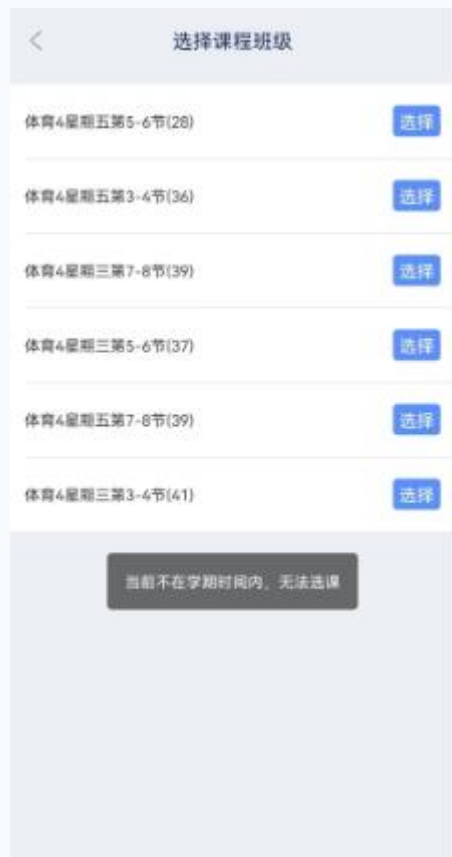 选择课程班级
体育4星期五第5-6节(28)
选择
体育4星期五第3-4节(36)
选择
体育4星期三第7-8节(39)
选择
体育4星期三第5-6节(37)
选择
体育4星期五第7-8节(39)
选择
体育4星期三第3-4节(41)
选择
当前不在学期时间内，无法选课